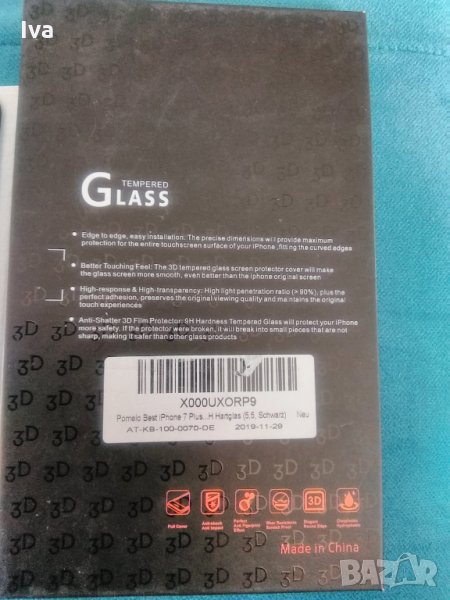 Iva
TEMPERED
GLASS
Edge to edge, easy installation: The precise dimensions will provide maximum
protection for the entire touchscreen surface of your iPhone, fitting the curved edges
Better Touching Feel: The 3D tempered glass screen protector cover will make
the glass screen more smooth, even better than the iphone original screen
High-response & High-transparency: High light penetration ratio (> 90%), plus the
perfect adhesion, preserves the original viewing quality and maintains the original
touch experiences
Anti-Shatter 3D Film Protector: 9H Hardness Tempered Glass will protect your iPhone
more safety. If the protector were broken, it will break into small pieces that are not
sharp, making it safer than other glass products
X000UXORP9
Pomelo Best iPhone 7 Plus...H Hartglas (5,5, Schwarz) Neu
AT-KB-100-0070-DE 2019-11-29
3D
Full Cover
Made in China
BAZAR